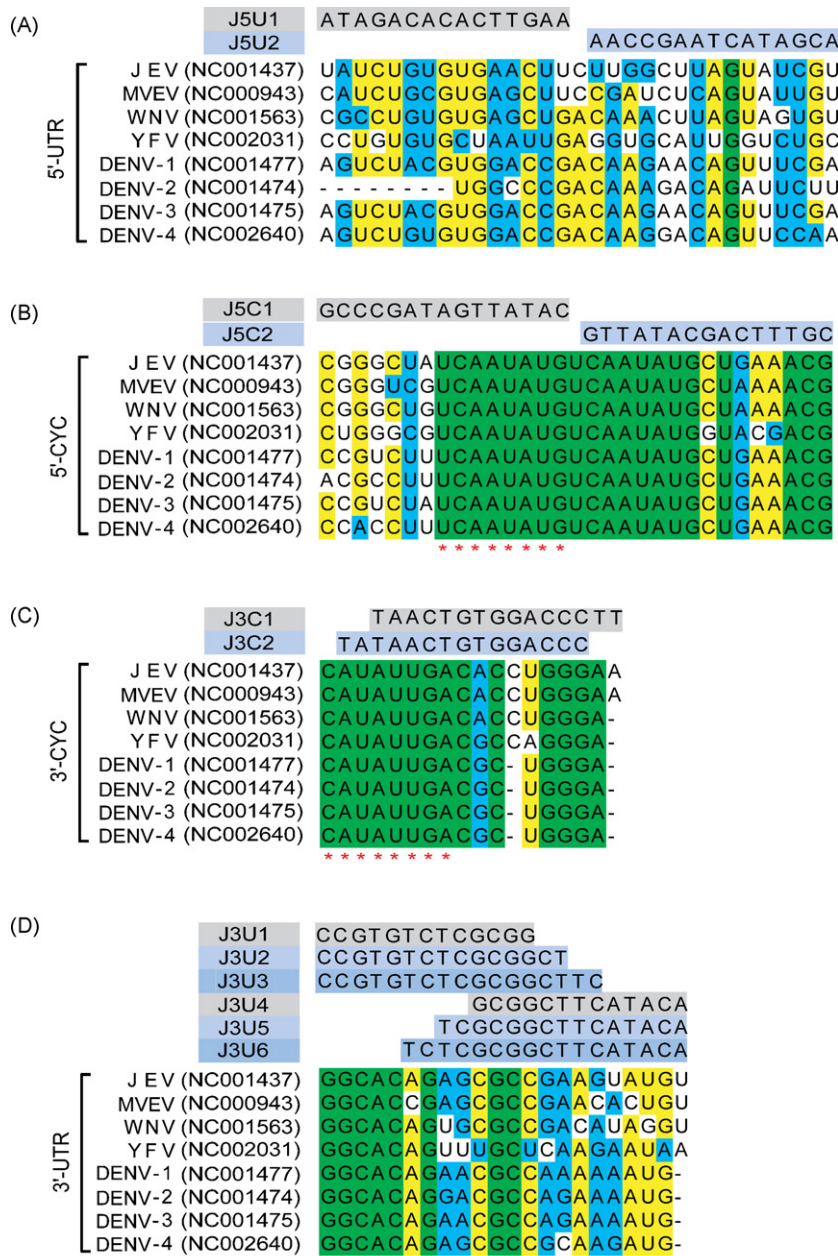 (A)
J5U1 ATAGACACACTTGAA
J5U2 AACCGAATCATAGCA
5'-UTR
JEV (NC001437) UAUCUGUGUGAACUUCUUGGCUUAGUAUCGU
MVEV (NC000943) CAUCUGCGUGAGCUUCCGAUCUCAGUAUUGU
WNV (NC001563) CGCCUGUGUGAGCUGACAAACUUAGUAGUGU
YFV (NC002031) CCUGUGUGCUAAUUGAGGUGCAUUGGUCUGC
DENV-1 (NC001477) AGUCUACGUGGACCGACAAGAACAGUUUCGA
DENV-2 (NC001474) --------UGGCCCGACAAAGACAGAUUCUU
DENV-3 (NC001475) AGUCUACGUGGACCGACAAGAACAGUUUCGA
DENV-4 (NC002640) AGUCUGUGUGGACCGACAAGGACAGUUCCAA
(B)
J5C1 GCCCGATAGTTATAC
J5C2 GTTATACGACTTTGC
5'-CYC
JEV (NC001437) CGGGCUAUCAAUAUGUCAAUAUGCUGAAACG
MVEV (NC000943) CGGGUCGUCAAUAUGUCAAUAUGCUAAAACG
WNV (NC001563) CGGGCUGUCAAUAUGUCAAUAUGCUAAAACG
YFV (NC002031) CUGGGCGUCAAUAUGUCAAUAUGGUACGACG
DENV-1 (NC001477) CCGUCUUUCAAUAUGUCAAUAUGCUGAAACG
DENV-2 (NC001474) ACGCCUUUCAAUAUGUCAAUAUGCUGAAACG
DENV-3 (NC001475) CCGUCUAUCAAUAUGUCAAUAUGCUGAAACG
DENV-4 (NC002640) CCACCUUUCAAUAUGUCAAUAUGCUGAAACG
********
(C)
J3C1 TAACTGTGGACCCTT
J3C2 TATAACTGTGGACCC
3'-CYC
JEV (NC001437) CAUAUUGACACCUGGGAA
MVEV (NC000943) CAUAUUGACACCUGGGAA
WNV (NC001563) CAUAUUGACACCUGGGA-
YFV (NC002031) CAUAUUGACGCCAGGGA-
DENV-1 (NC001477) CAUAUUGACGC-UGGGA-
DENV-2 (NC001474) CAUAUUGACGC-UGGGA-
DENV-3 (NC001475) CAUAUUGACGC-UGGGA-
DENV-4 (NC002640) CAUAUUGACGC-UGGGA-
********
(D)
J3U1 CCGTGTCTCGCGG
J3U2 CCGTGTCTCGCGGCT
J3U3 CCGTGTCTCGCGGCTTC
J3U4 GCGGCTTCATACA
J3U5 TCGCGGCTTCATACA
J3U6 TCTCGCGGCTTCATACA
3'-UTR
JEV (NC001437) GGCACAGAGCGCCGAAGUAUGU
MVEV (NC000943) GGCACCGAGCGCCGAACACUGU
WNV (NC001563) GGCACAGUGCGCCGACAUAGGU
YFV (NC002031) GGCACAGUUUGCUCAAGAAUAA
DENV-1 (NC001477) GGCACAGAACGCCAAAAAAUG-
DENV-2 (NC001474) GGCACAGGACGCCAGAAAAUG-
DENV-3 (NC001475) GGCACAGAACGCCAGAAAAUG-
DENV-4 (NC002640) GGCACAGAGCGCCGCAAGAUG-